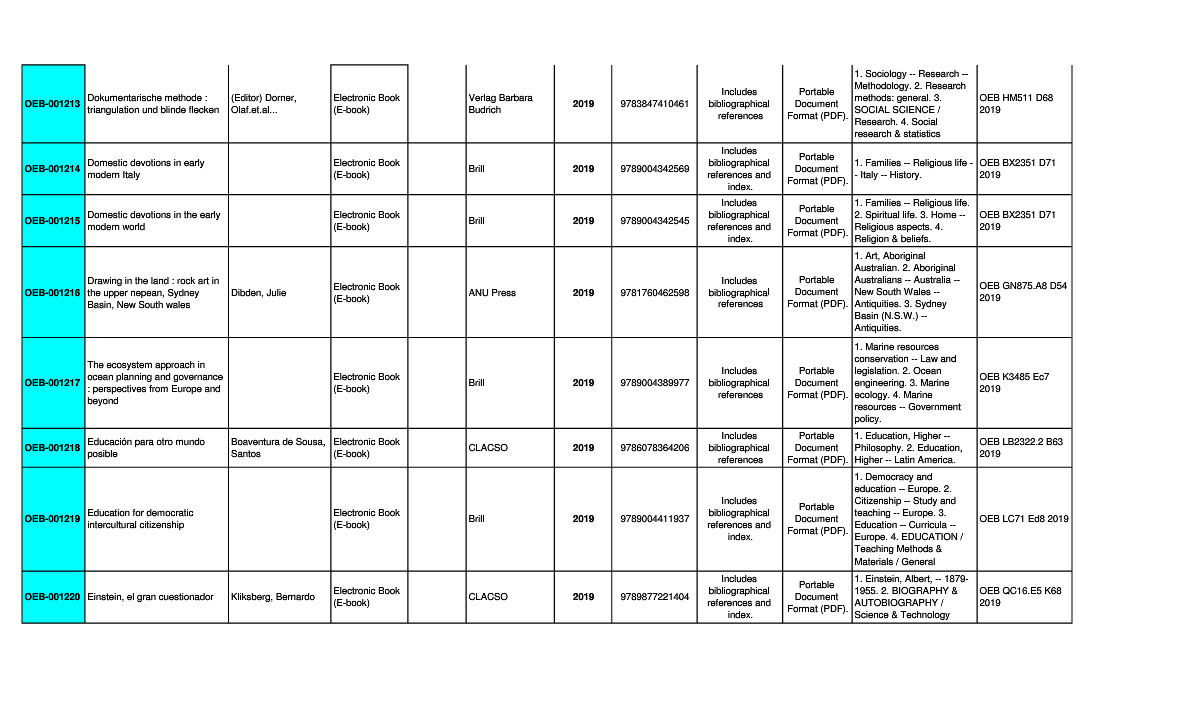 OEB-001213
Dokumentarische methode :
triangulation und blinde flecken
(Editor) Dorner,
Olaf.et.al...
Electronic Book
(E-book)
Verlag Barbara
Budrich
2019
9783847410461
Includes
bibliographical
references
Portable
Document
Format (PDF).
1. Sociology -- Research --
Methodology. 2. Research
methods: general. 3.
SOCIAL SCIENCE /
Research. 4. Social
research & statistics
OEB HM511 D68
2019
OEB-001214
Domestic devotions in early
modern Italy
Electronic Book
(E-book)
Brill
2019
9789004342569
Includes
bibliographical
references and
index.
Portable
Document
Format (PDF).
1. Families -- Religious life -
- Italy -- History.
OEB BX2351 D71
2019
OEB-001215
Domestic devotions in the early
modern world
Electronic Book
(E-book)
Brill
2019
9789004342545
Includes
bibliographical
references and
index.
Portable
Document
Format (PDF).
1. Families -- Religious life.
2. Spiritual life. 3. Home --
Religious aspects. 4.
Religion & beliefs.
OEB BX2351 D71
2019
OEB-001216
Drawing in the land : rock art in
the upper nepean, Sydney
Basin, New South wales
Dibden, Julie
Electronic Book
(E-book)
ANU Press
2019
9781760462598
Includes
bibliographical
references
Portable
Document
Format (PDF).
1. Art, Aboriginal
Australian. 2. Aboriginal
Australians -- Australia --
New South Wales --
Antiquities. 3. Sydney
Basin (N.S.W.) --
Antiquities.
OEB GN875.A8 D54
2019
OEB-001217
The ecosystem approach in
ocean planning and governance
: perspectives from Europe and
beyond
Electronic Book
(E-book)
Brill
2019
9789004389977
Includes
bibliographical
references
Portable
Document
Format (PDF).
1. Marine resources
conservation -- Law and
legislation. 2. Ocean
engineering. 3. Marine
ecology. 4. Marine
resources -- Government
policy.
OEB K3485 Ec7
2019
OEB-001218
Educación para otro mundo
posible
Boaventura de Sousa,
Santos
Electronic Book
(E-book)
CLACSO
2019
9786078364206
Includes
bibliographical
references
Portable
Document
Format (PDF).
1. Education, Higher --
Philosophy. 2. Education,
Higher -- Latin America.
OEB LB2322.2 B63
2019
OEB-001219
Education for democratic
intercultural citizenship
Electronic Book
(E-book)
Brill
2019
9789004411937
Includes
bibliographical
references and
index.
Portable
Document
Format (PDF).
1. Democracy and
education -- Europe. 2.
Citizenship -- Study and
teaching -- Europe. 3.
Education -- Curricula --
Europe. 4. EDUCATION /
Teaching Methods &
Materials / General
OEB LC71 Ed8 2019
OEB-001220
Einstein, el gran cuestionador
Kliksberg, Bernardo
Electronic Book
(E-book)
CLACSO
2019
9789877221404
Includes
bibliographical
references and
index.
Portable
Document
Format (PDF).
1. Einstein, Albert, -- 1879-
1955. 2. BIOGRAPHY &
AUTOBIOGRAPHY /
Science & Technology
OEB QC16.E5 K68
2019